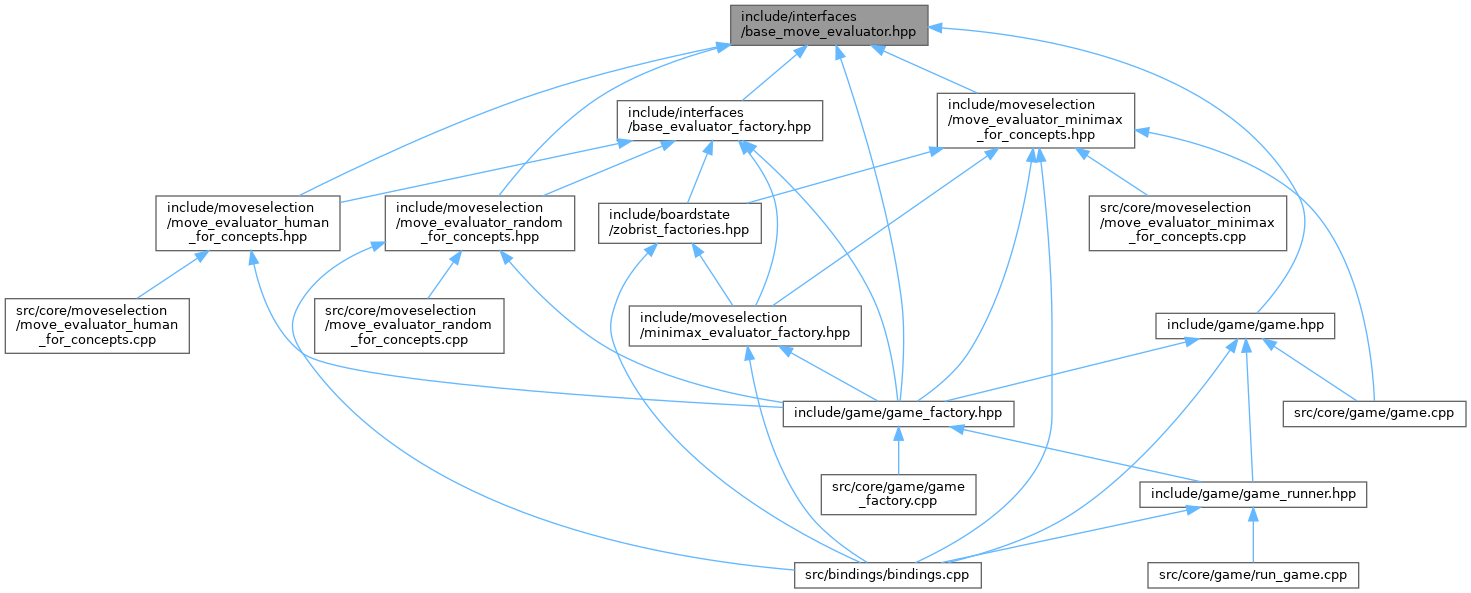 include/interfaces
/base_move_evaluator.hpp
include/interfaces
/base_evaluator_factory.hpp
include/moveselection
/move_evaluator_minimax
_for_concepts.hpp
include/moveselection
/move_evaluator_human
_for_concepts.hpp
include/moveselection
/move_evaluator_random
_for_concepts.hpp
include/boardstate
/zobrist_factories.hpp
src/core/moveselection
/move_evaluator_minimax
_for_concepts.cpp
src/core/moveselection
/move_evaluator_human
_for_concepts.cpp
src/core/moveselection
/move_evaluator_random
_for_concepts.cpp
include/moveselection
/minimax_evaluator_factory.hpp
include/game/game.hpp
include/game/game_factory.hpp
src/core/game/game.cpp
src/core/game/game
_factory.cpp
include/game/game_runner.hpp
src/bindings/bindings.cpp
src/core/game/run_game.cpp